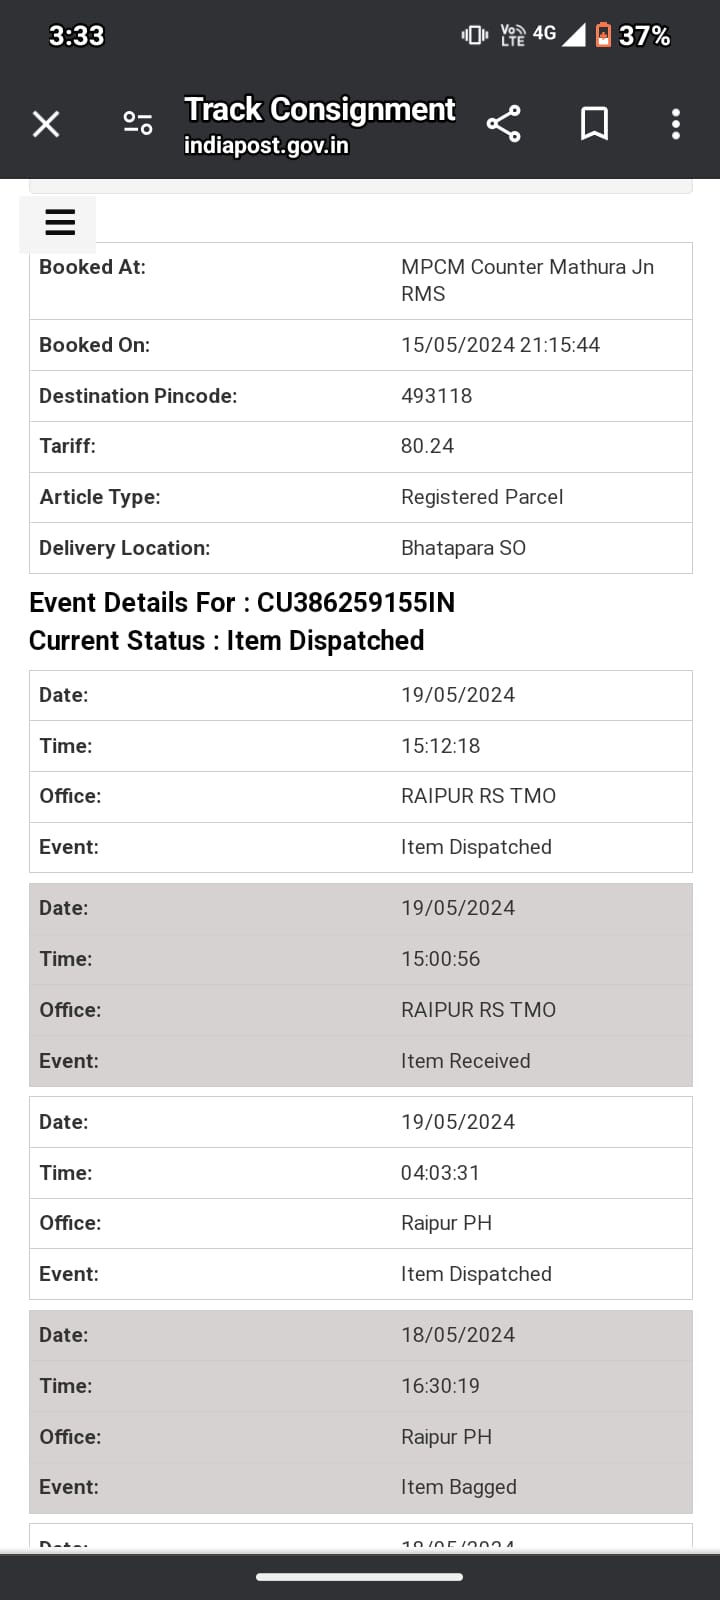 3:33
Vo)) LTE 4G 37%
Track Consignment
indiapost.gov.in
Booked At: MPCM Counter Mathura Jn
RMS
Booked On: 15/05/2024 21:15:44
Destination Pincode: 493118
Tariff: 80.24
Article Type: Registered Parcel
Delivery Location: Bhatapara SO
Event Details For : CU386259155IN
Current Status : Item Dispatched
Date: 19/05/2024
Time: 15:12:18
Office: RAIPUR RS TMO
Event: Item Dispatched
Date: 19/05/2024
Time: 15:00:56
Office: RAIPUR RS TMO
Event: Item Received
Date: 19/05/2024
Time: 04:03:31
Office: Raipur PH
Event: Item Dispatched
Date: 18/05/2024
Time: 16:30:19
Office: Raipur PH
Event: Item Bagged